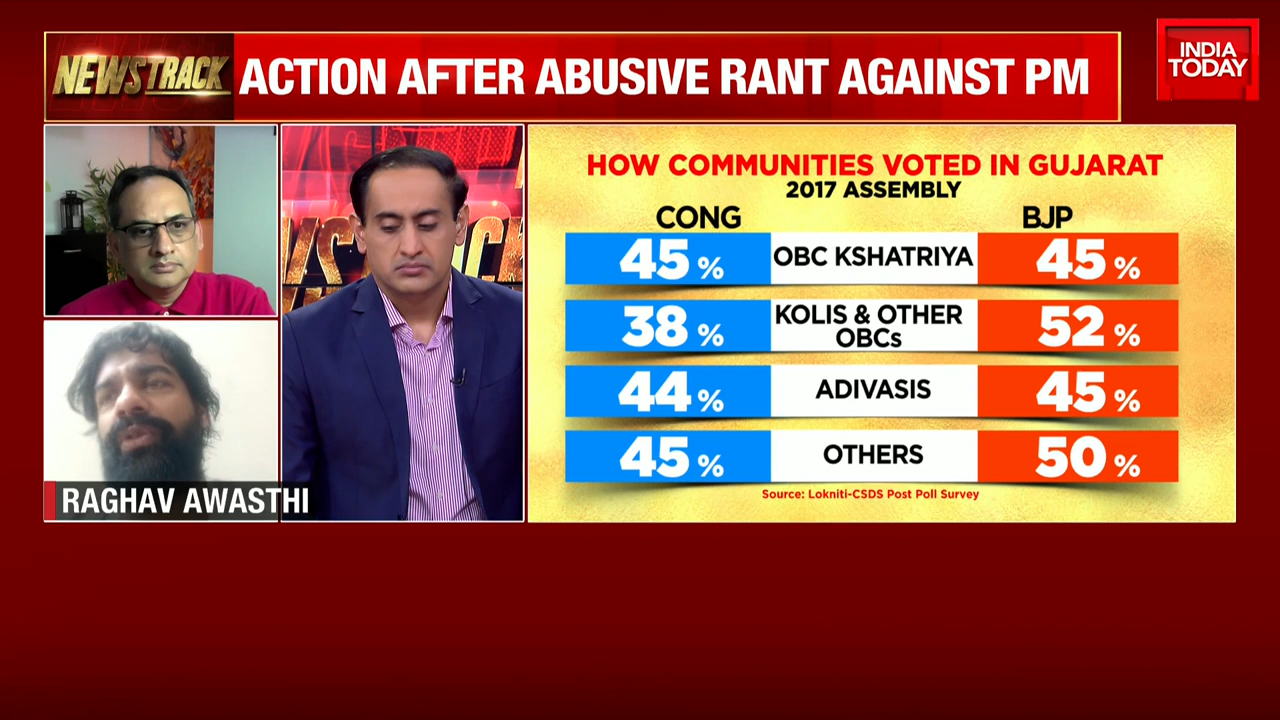 NEWSTRACK
ACTION AFTER ABUSIVE RANT AGAINST PM
INDIA
TODAY
RAGHAV AWASTHI
HOW COMMUNITIES VOTED IN GUJARAT
2017 ASSEMBLY
CONG BJP
45 % OBC KSHATRIYA 45 %
38 % KOLIS & OTHER OBCs 52 %
44 % ADIVASIS 45 %
45 % OTHERS 50 %
Source: Lokniti-CSDS Post Poll Survey